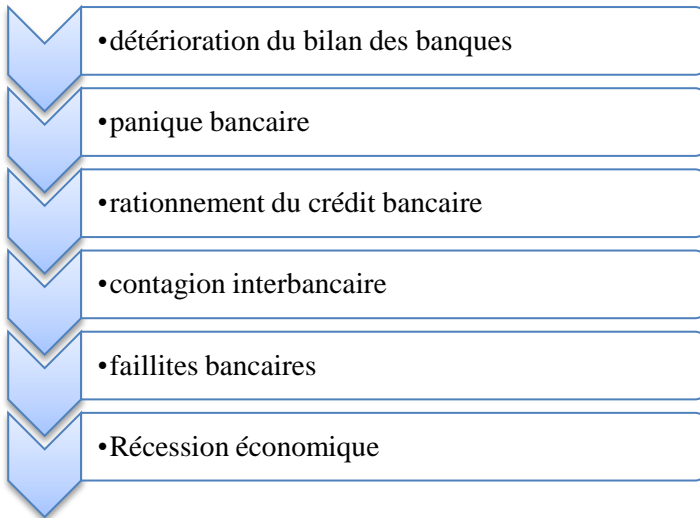 •détérioration du bilan des banques
•panique bancaire
•rationnement du crédit bancaire
•contagion interbancaire
•faillites bancaires
•Récession économique